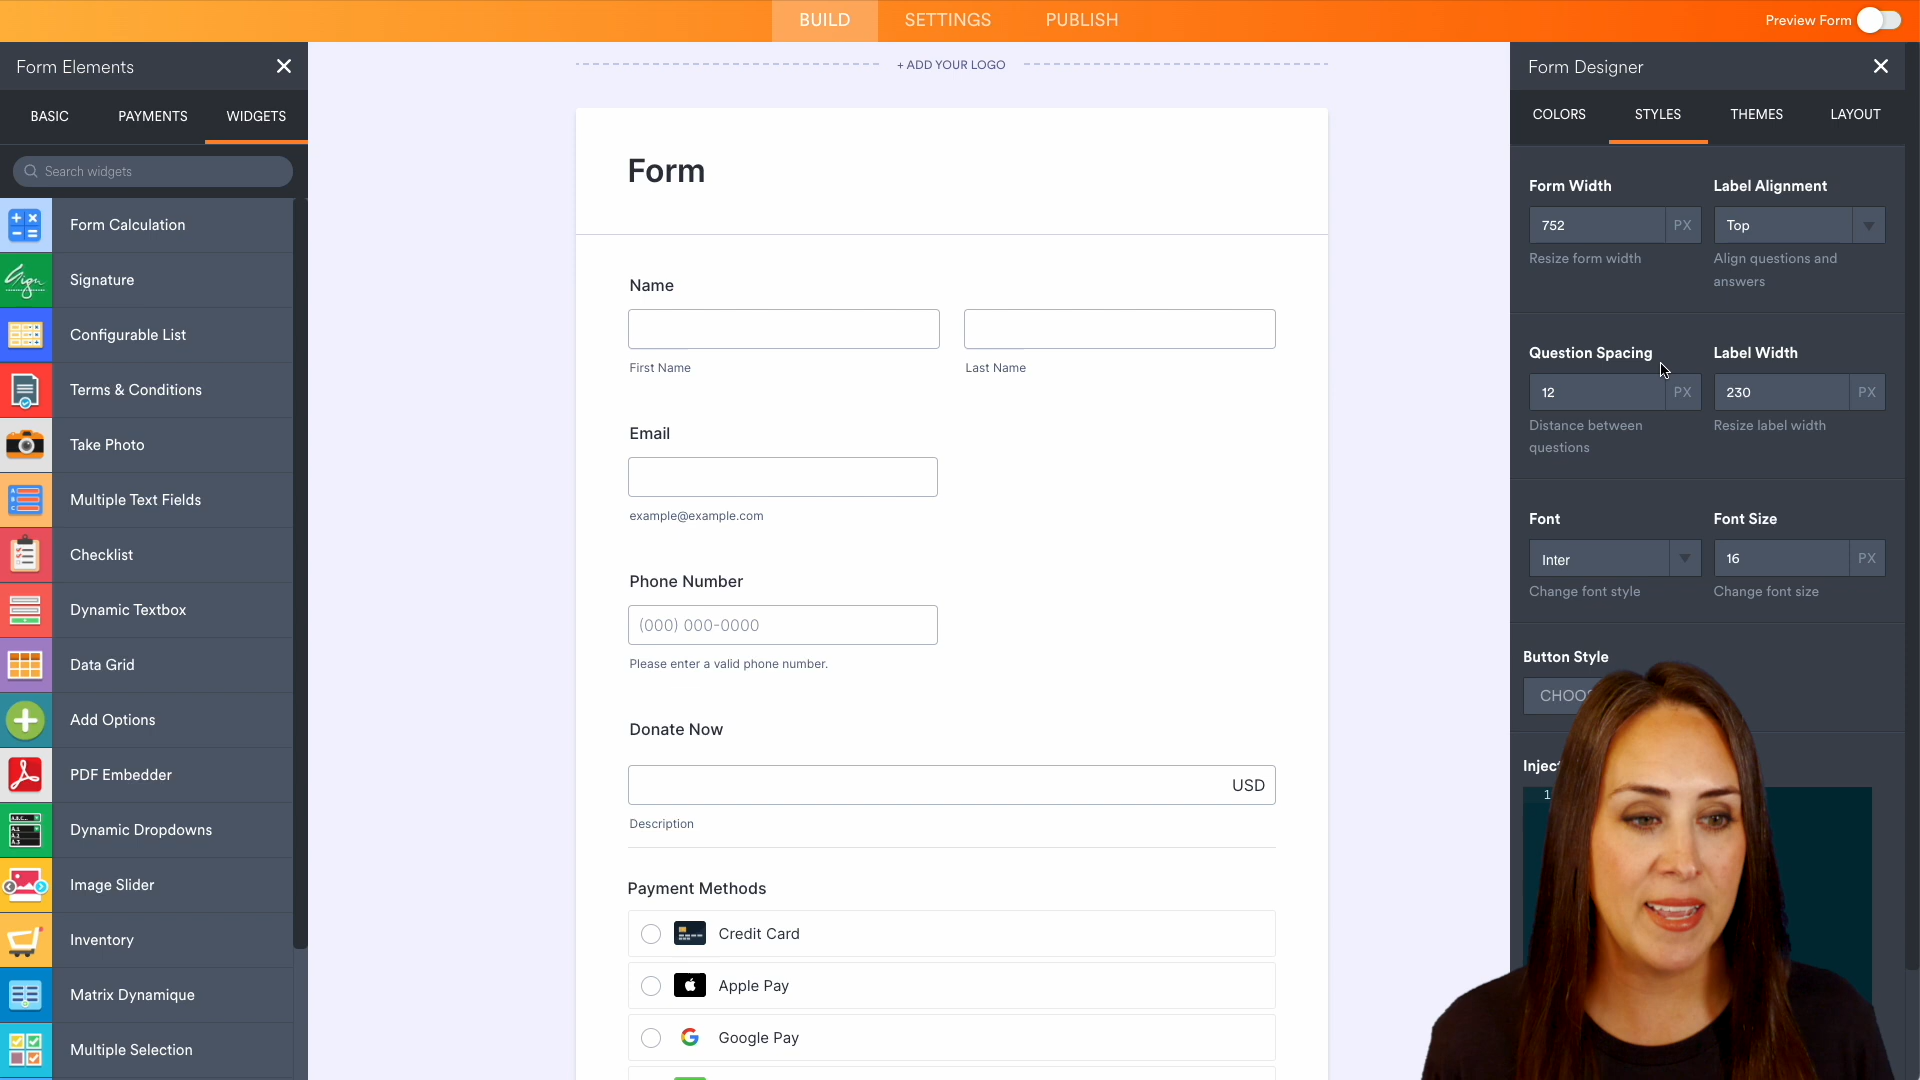 BUILD
SETTINGS
PUBLISH
Preview Form
Form Elements
BASIC
PAYMENTS
WIDGETS
Search widgets
Form Calculation
Signature
Configurable List
Terms & Conditions
Take Photo
Multiple Text Fields
Checklist
Dynamic Textbox
Data Grid
Add Options
PDF Embedder
Dynamic Dropdowns
Image Slider
Inventory
Matrix Dynamique
Multiple Selection
+ ADD YOUR LOGO
Form
Name
First Name
Last Name
Email
example@example.com
Phone Number
(000) 000-0000
Please enter a valid phone number.
Donate Now
USD
Description
Payment Methods
Credit Card
Apple Pay
Google Pay
Form Designer
COLORS
STYLES
THEMES
LAYOUT
Form Width
752 PX
Resize form width
Label Alignment
Top
Align questions and
answers
Question Spacing
12 PX
Distance between
questions
Label Width
230 PX
Resize label width
Font
Inter
Change font style
Font Size
16 PX
Change font size
Button Style
1